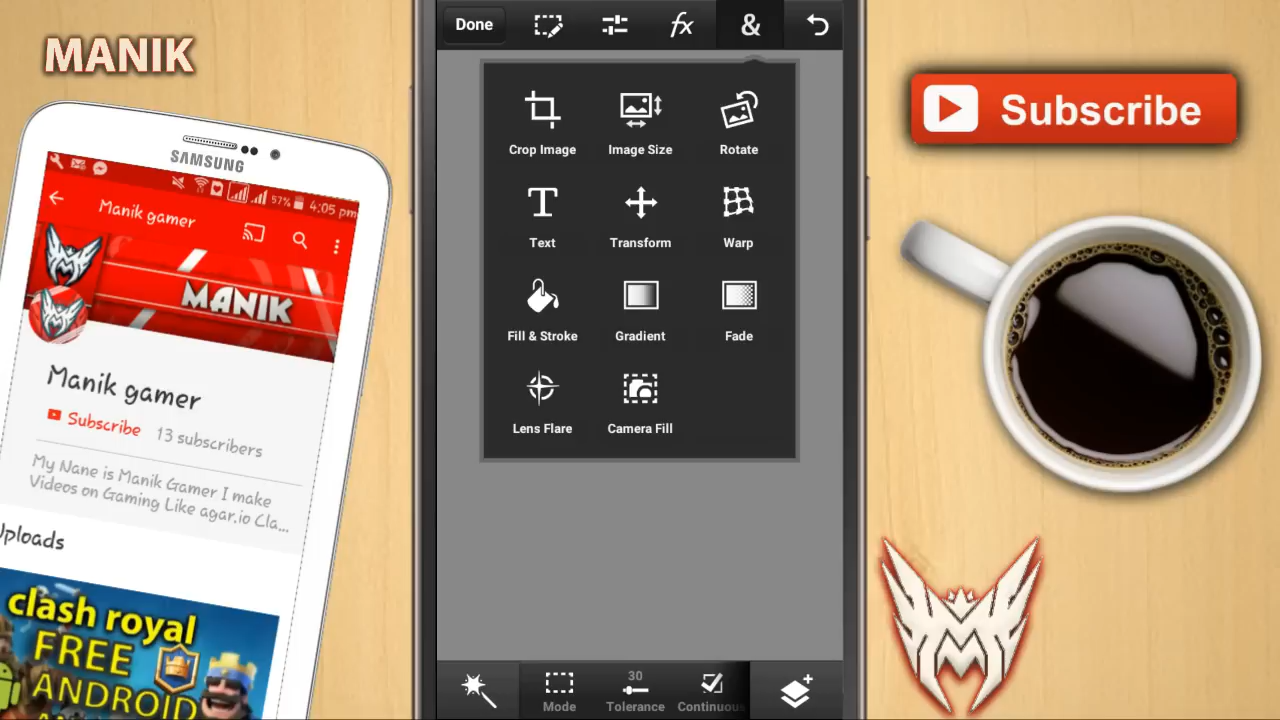 MANIK
SAMSUNG
57% 4:05 pm
Manik gamer
MANIK
Manik gamer
Subscribe 13 subscribers
My Nane is Manik Gamer I make
Videos on Gaming Like agar.io Cla...
Uploads
clash royal
FREE
ANDROID
Done fx &
Crop Image Image Size Rotate
T
Text Transform Warp
Fill & Stroke Gradient Fade
Lens Flare Camera Fill
30
Mode Tolerance Continuous
Subscribe